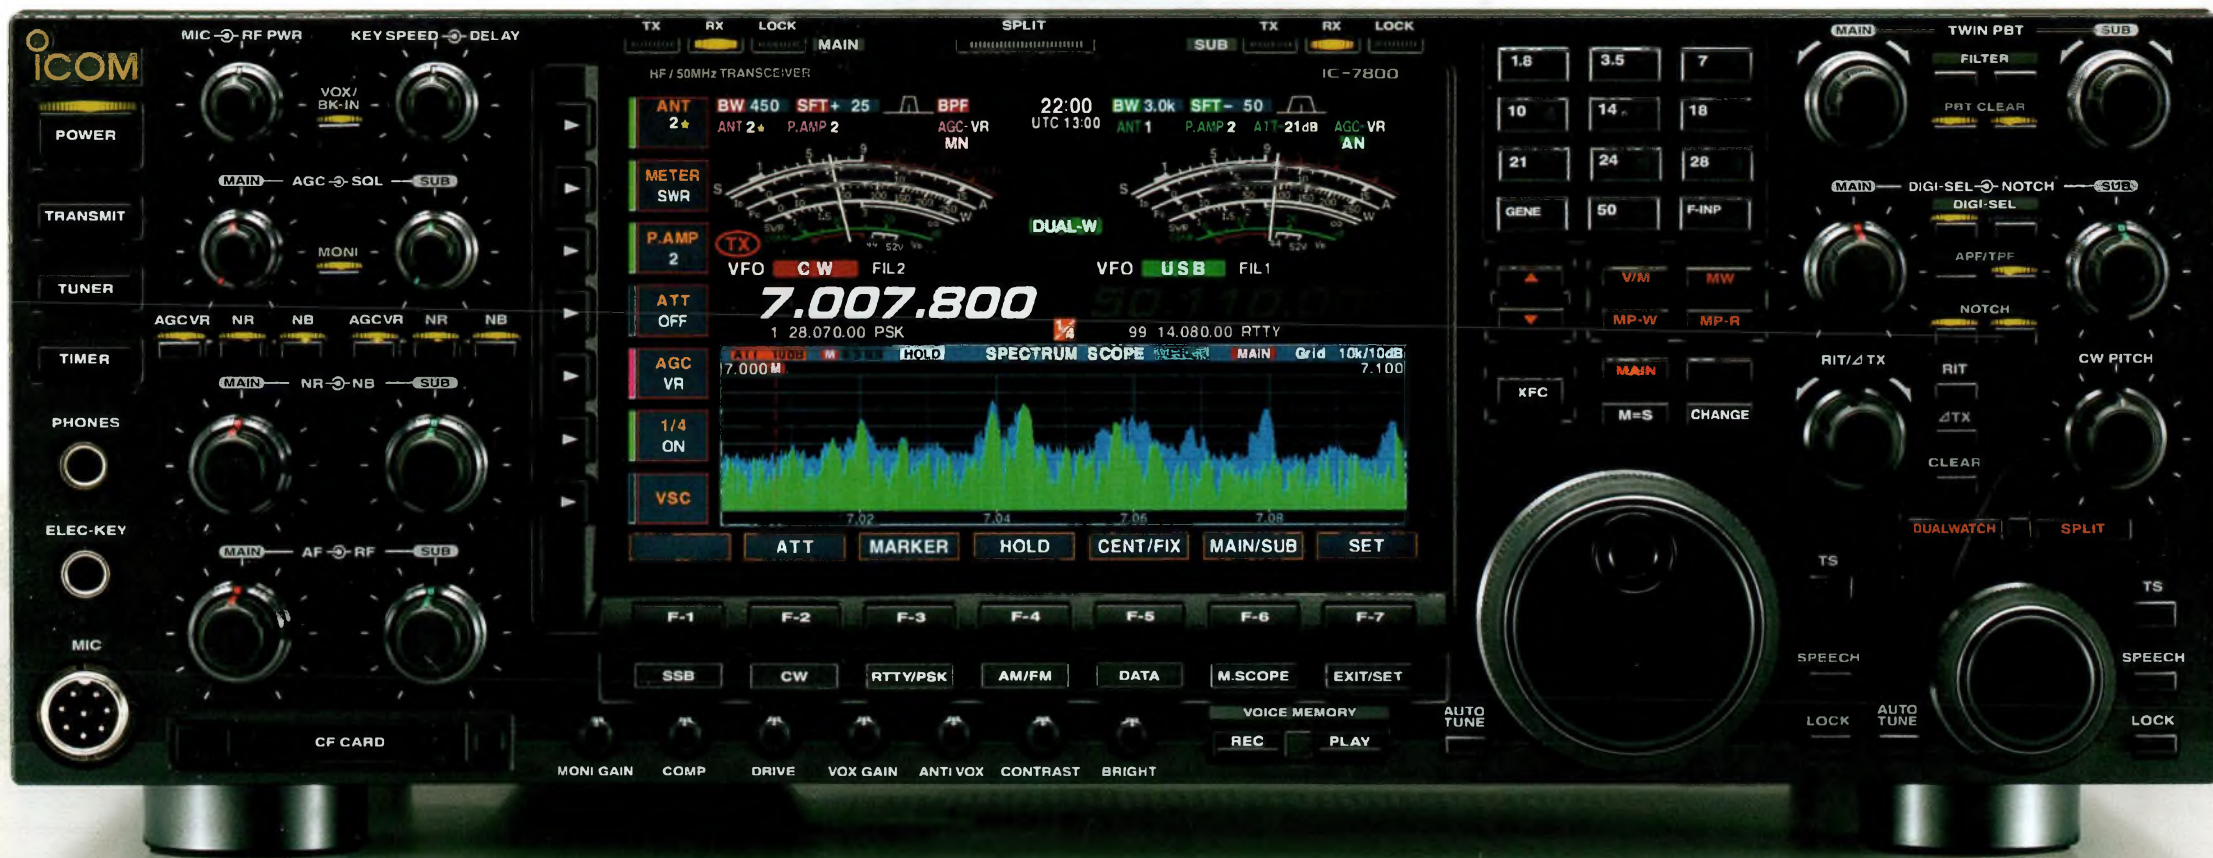 ICOM
POWER
TRANSMIT
TUNER
TIMER
PHONES
ELEC-KEY
MIC
MIC RF PWR
KEY SPEED DELAY
VOX/
BK-IN
MAIN AGC SQL SUB
MONI
AGC VR NR NB AGC VR NR NB
MAIN NR NB SUB
MAIN AF RF SUB
CF CARD
TX RX LOCK MAIN
SPLIT
SUB TX RX LOCK
HF / 50MHz TRANSCEIVER
IC-7800
ANT
2
METER
SWR
P.AMP
2
ATT
OFF
AGC
VR
1/4
ON
VSC
BW 450 SFT+ 25 BPF
ANT 2 P.AMP 2 AGC-VR
MN
22:00
UTC 13:00
BW 3.0k SFT- 50
ANT 1 P.AMP 2 ATT-21dB AGC-VR
AN
DUAL-W
TX
VFO CW FIL2
VFO USB FIL1
7.007.800
1 28.070.00 PSK
1/4
99 14.080.00 RTTY
ATT 10dB M HOLD SPECTRUM SCOPE MAIN Grid 10k/10dB
7.000 M 7.100
7.02 7.04 7.06 7.08
ATT MARKER HOLD CENT/FIX MAIN/SUB SET
F-1 F-2 F-3 F-4 F-5 F-6 F-7
SSB CW RTTY/PSK AM/FM DATA M.SCOPE EXIT/SET
MONI GAIN COMP DRIVE VOX GAIN ANTI VOX CONTRAST BRIGHT
VOICE MEMORY
REC PLAY
AUTO
TUNE
1.8 3.5 7
10 14 18
21 24 28
GENE 50 F-INP
V/M MW
MP-W MP-R
XFC
MAIN
M=S CHANGE
MAIN TWIN PBT SUB
FILTER
PBT CLEAR
MAIN DIGI-SEL NOTCH SUB
DIGI-SEL
APF/TPF
NOTCH
RIT/⊿TX
RIT
⊿TX
CLEAR
CW PITCH
DUALWATCH SPLIT
TS
SPEECH
LOCK
AUTO
TUNE
TS
SPEECH
LOCK